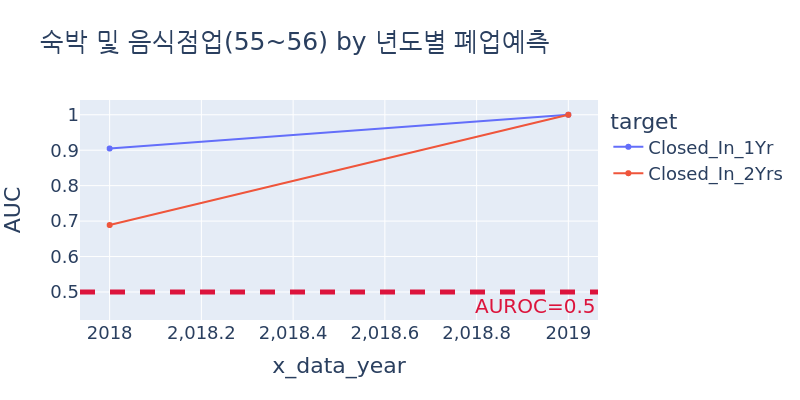 숙박 및 음식점업(55~56) by 년도별 폐업예측
target
Closed_In_1Yr
Closed_In_2Yrs
AUC
1
0.9
0.8
0.7
0.6
0.5
AUROC=0.5
2018
2,018.2
2,018.4
2,018.6
2,018.8
2019
x_data_year